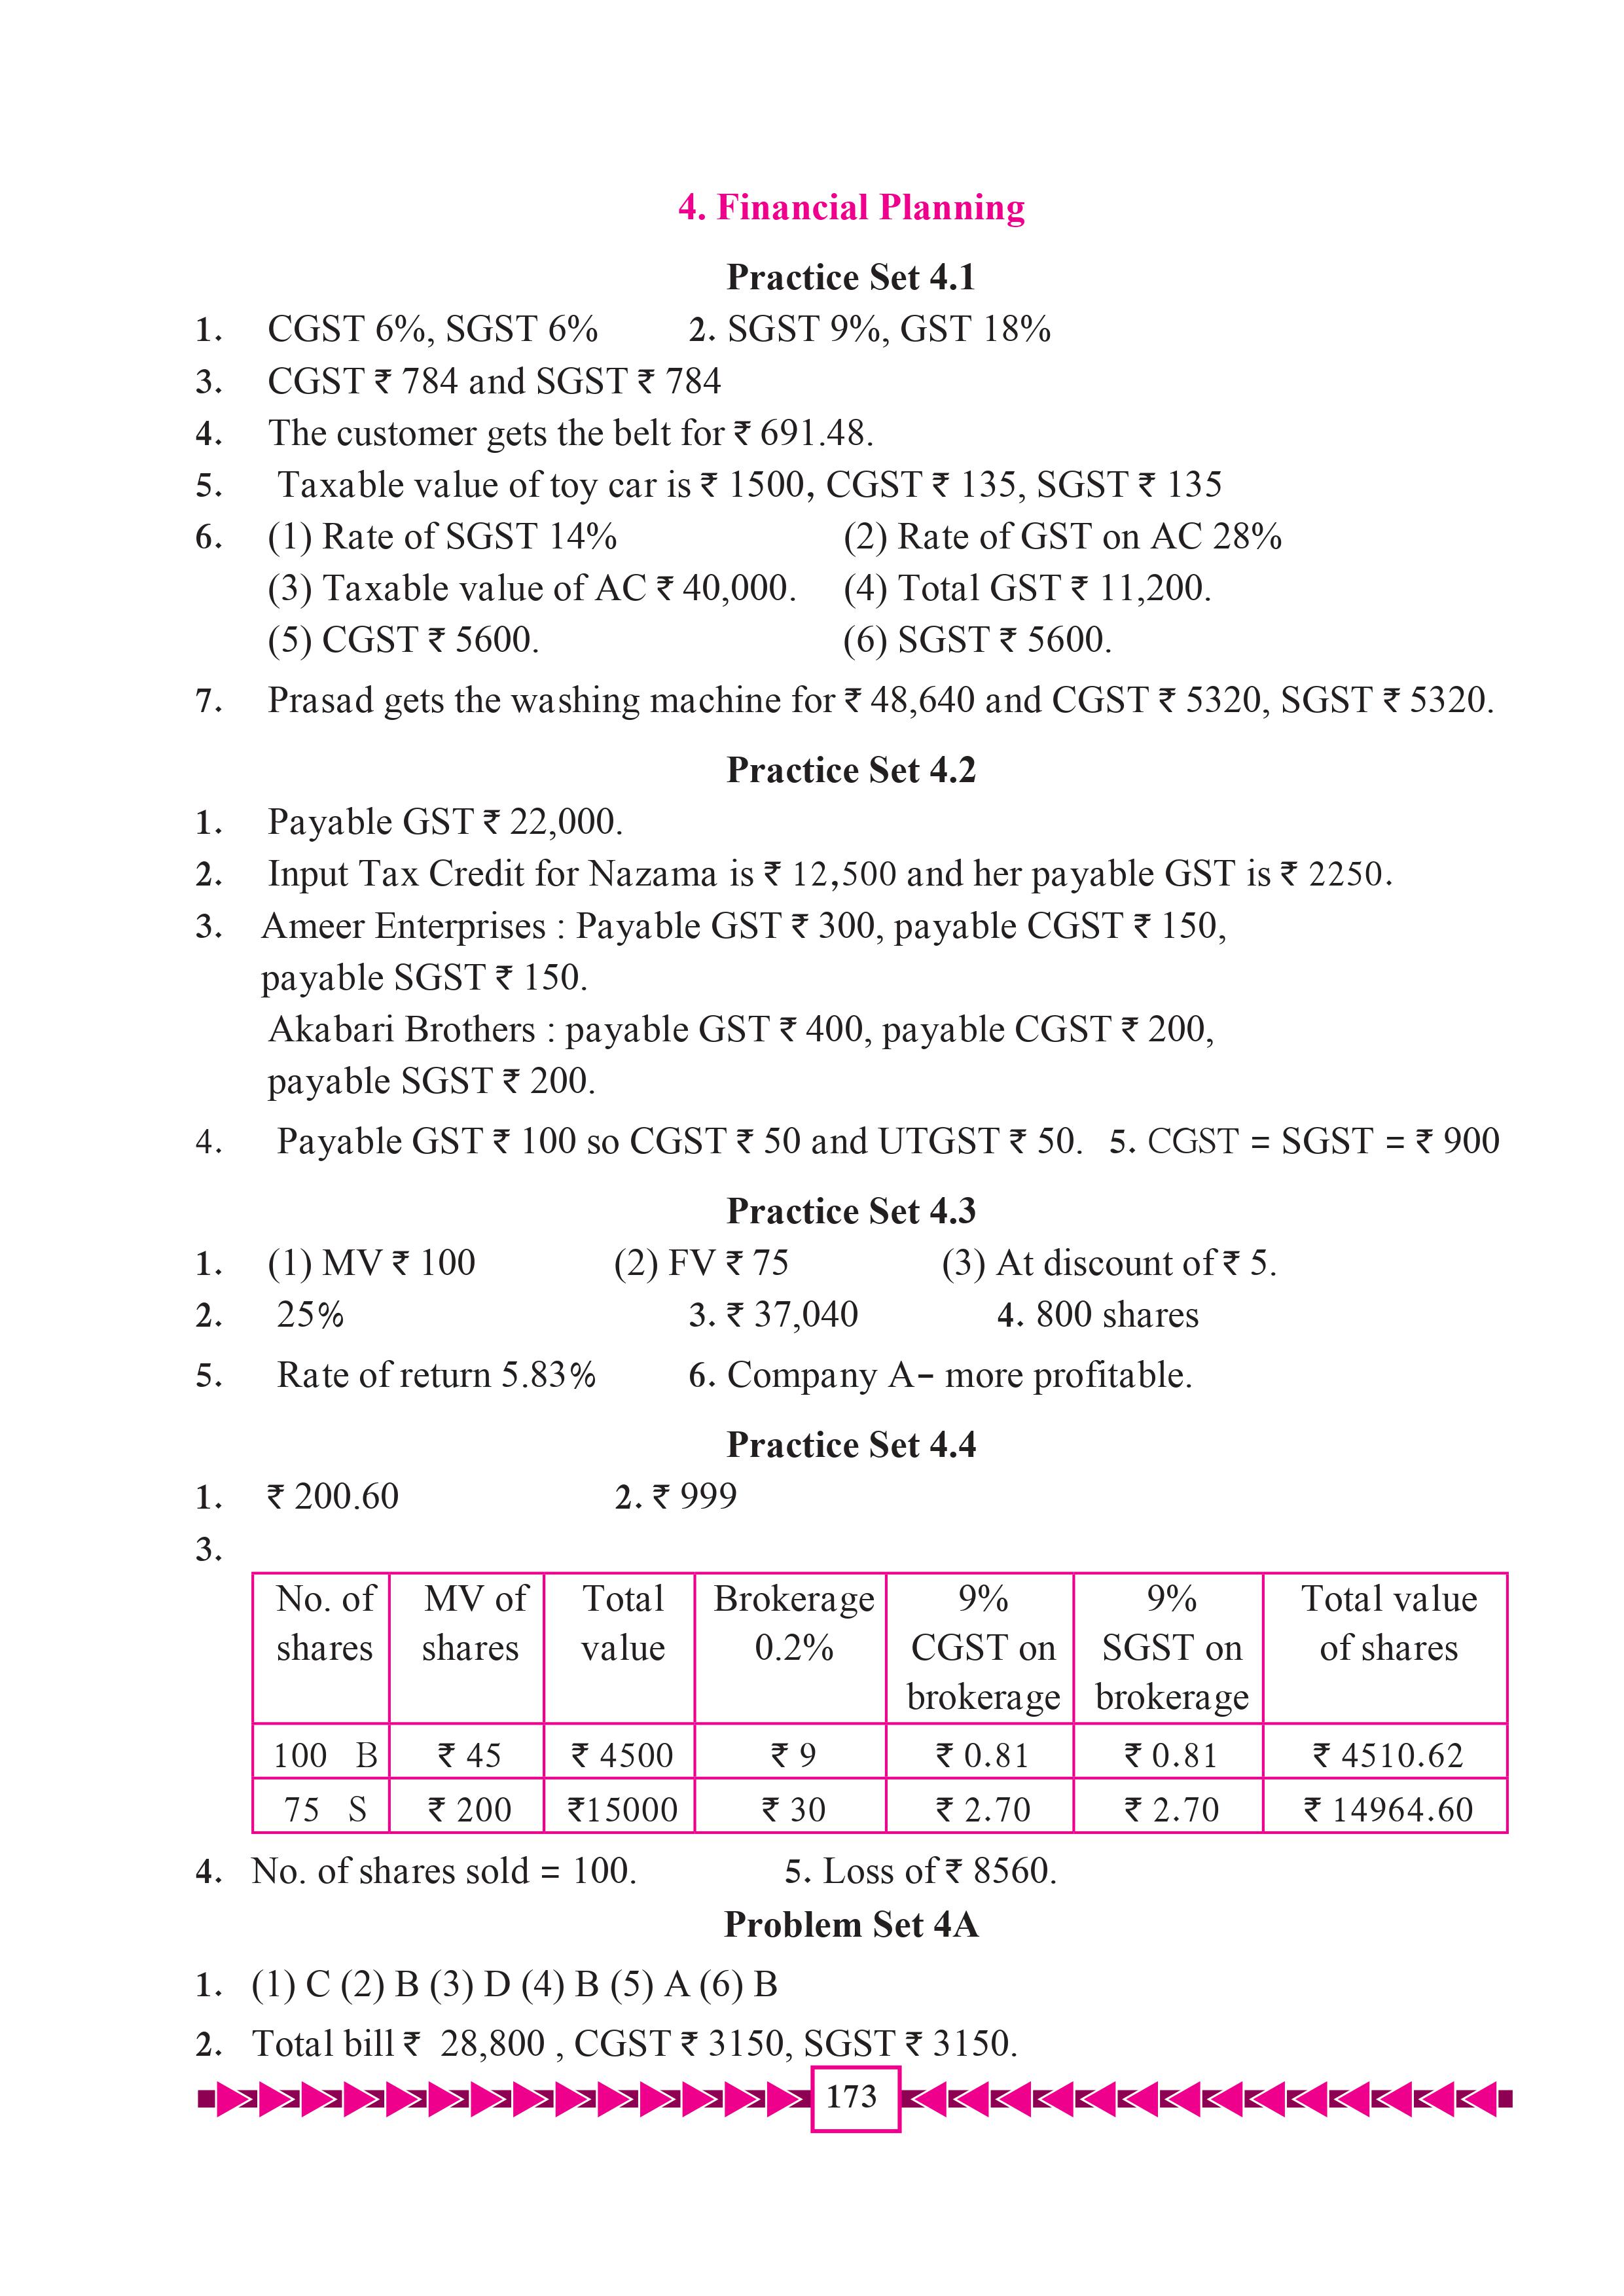 4. Financial Planning
Practice Set 4.1
1. CGST 6%, SGST 6% 2. SGST 9%, GST 18%
3. CGST ₹ 784 and SGST ₹ 784
4. The customer gets the belt for ₹ 691.48.
5. Taxable value of toy car is ₹ 1500, CGST ₹ 135, SGST ₹ 135
6. (1) Rate of SGST 14% (2) Rate of GST on AC 28%
(3) Taxable value of AC ₹ 40,000. (4) Total GST ₹ 11,200.
(5) CGST ₹ 5600. (6) SGST ₹ 5600.
7. Prasad gets the washing machine for ₹ 48,640 and CGST ₹ 5320, SGST ₹ 5320.
Practice Set 4.2
1. Payable GST ₹ 22,000.
2. Input Tax Credit for Nazama is ₹ 12,500 and her payable GST is ₹ 2250.
3. Ameer Enterprises : Payable GST ₹ 300, payable CGST ₹ 150,
payable SGST ₹ 150.
Akabari Brothers : payable GST ₹ 400, payable CGST ₹ 200,
payable SGST ₹ 200.
4. Payable GST ₹ 100 so CGST ₹ 50 and UTGST ₹ 50. 5. CGST = SGST = ₹ 900
Practice Set 4.3
1. (1) MV ₹ 100 (2) FV ₹ 75 (3) At discount of ₹ 5.
2. 25% 3. ₹ 37,040 4. 800 shares
5. Rate of return 5.83% 6. Company A- more profitable.
Practice Set 4.4
1. ₹ 200.60 2. ₹ 999
3.
No. of MV of Total Brokerage 9% 9% Total value
shares shares value 0.2% CGST on SGST on of shares
brokerage brokerage
100 B ₹ 45 ₹ 4500 ₹ 9 ₹ 0.81 ₹ 0.81 ₹ 4510.62
75 S ₹ 200 ₹15000 ₹ 30 ₹ 2.70 ₹ 2.70 ₹ 14964.60
4. No. of shares sold = 100. 5. Loss of ₹ 8560.
Problem Set 4A
1. (1) C (2) B (3) D (4) B (5) A (6) B
2. Total bill ₹ 28,800 , CGST ₹ 3150, SGST ₹ 3150.
173